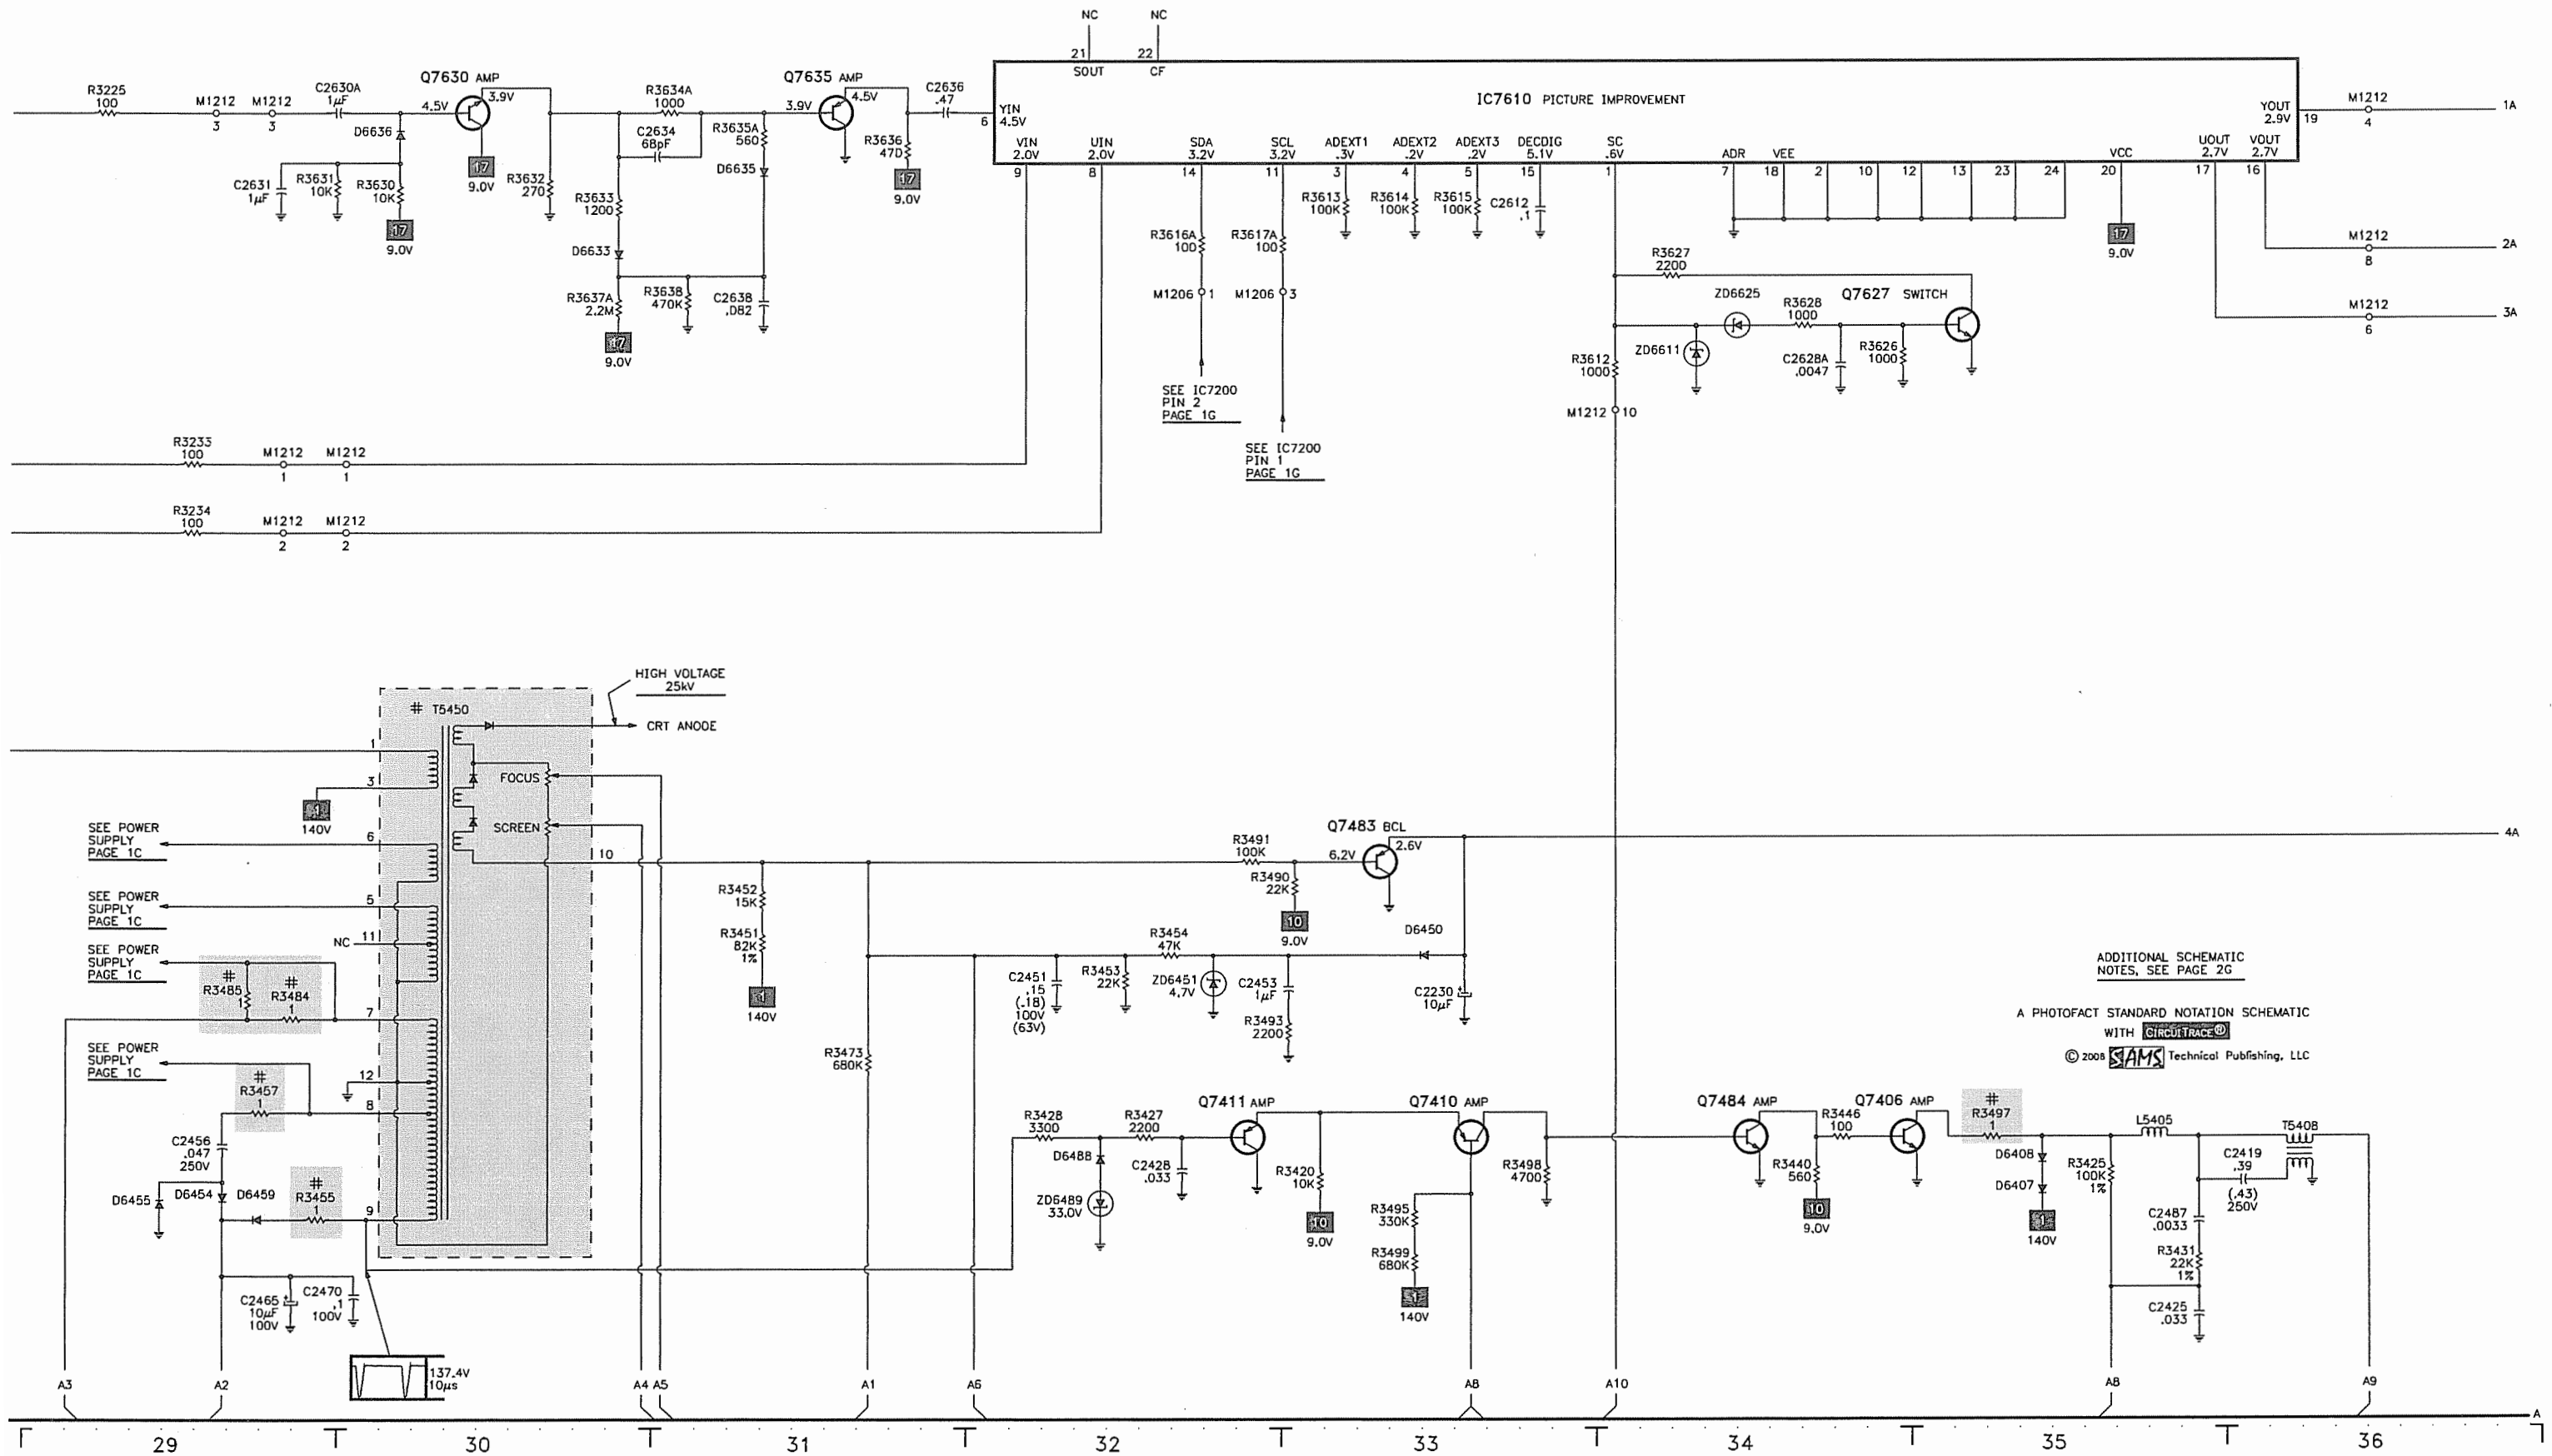 NC
NC
21
22
SOUT
CF
R3225
100
M1212
3
M1212
3
C2630A
1µF
D6636
4.5V
Q7630 AMP
3.9V
17
9.0V
C2631
1µF
R3631
10K
R3630
10K
17
9.0V
R3632
270
R3634A
1000
C2634
68pF
R3633
1200
D6633
R3637A
2.2M
17
9.0V
R3638
470K
C2638
.082
R3635A
560
D6635
3.9V
Q7635 AMP
4.5V
R3636
470
17
9.0V
C2636
.47
6
YIN
4.5V
IC7610 PICTURE IMPROVEMENT
YOUT
2.9V
19
M1212
4
1A
VIN
2.0V
9
UIN
2.0V
8
SDA
3.2V
14
SCL
3.2V
11
ADEXT1
.3V
3
ADEXT2
.2V
4
ADEXT3
.2V
5
DECDIG
5.1V
15
SC
.6V
1
ADR
7
VEE
18
2
10
12
13
23
24
VCC
20
UOUT
2.7V
17
VOUT
2.7V
16
R3613
100K
R3614
100K
R3615
100K
C2612
.1
R3616A
100
R3617A
100
M1206 1
M1206 3
SEE IC7200
PIN 2
PAGE 1G
SEE IC7200
PIN 1
PAGE 1G
17
9.0V
M1212
8
2A
M1212
6
3A
R3627
2200
ZD6625
R3628
1000
Q7627 SWITCH
ZD6611
C2628A
.0047
R3626
1000
R3612
1000
M1212 10
R3233
100
M1212
1
M1212
1
R3234
100
M1212
2
M1212
2
HIGH VOLTAGE
25kV
CRT ANODE
# T5450
1
3
1
140V
FOCUS
SCREEN
SEE POWER
SUPPLY
PAGE 1C
6
10
SEE POWER
SUPPLY
PAGE 1C
5
NC 11
SEE POWER
SUPPLY
PAGE 1C
#
R3485
1
#
R3484
1
7
SEE POWER
SUPPLY
PAGE 1C
#
R3457
1
12
8
C2456
.047
250V
D6455
D6454
D6459
#
R3455
1
9
C2465
10µF
100V
C2470
.1
100V
137.4V
10µs
R3452
15K
R3451
82K
1%
1
140V
R3473
680K
R3491
100K
R3490
22K
10
9.0V
6.2V
Q7483 BCL
2.6V
4A
D6450
R3454
47K
C2451
.15
(.18)
100V
(63V)
R3453
22K
ZD6451
4.7V
C2453
1µF
R3493
2200
C2230
10µF
ADDITIONAL SCHEMATIC
NOTES, SEE PAGE 2G
A PHOTOFACT STANDARD NOTATION SCHEMATIC
WITH CIRCUITRACE®
© 2008 SAMS Technical Publishing, LLC
R3428
3300
R3427
2200
D6488
ZD6489
33.0V
C2428
.033
Q7411 AMP
R3420
10K
10
9.0V
Q7410 AMP
R3495
330K
R3499
680K
1
140V
R3498
4700
Q7484 AMP
R3446
100
R3440
560
10
9.0V
Q7406 AMP
#
R3497
1
D6408
D6407
1
140V
R3425
100K
1%
L5405
T5408
C2419
.39
(.43)
250V
C2487
.0033
R3431
22K
1%
C2425
.033
A3
A2
A4 A5
A1
A6
A8
A10
A8
A9
A
29
30
31
32
33
34
35
36